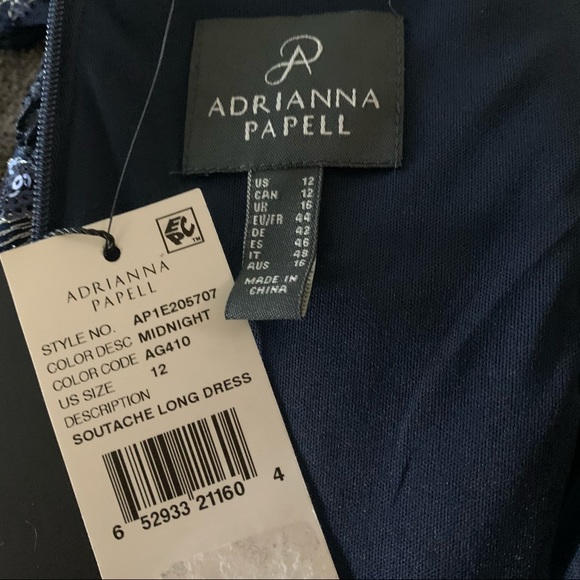 ADRIANNA
PAPELL
US 12
CAN 12
UK 16
EU/FR 44
DE 42
ES 46
IT 48
AUS 16
MADE IN
CHINA
EPC™
ADRIANNA
PAPELL
STYLE NO. AP1E205707
COLOR DESC MIDNIGHT
COLOR CODE AG410
US SIZE 12
DESCRIPTION
SOUTACHE LONG DRESS
6 52933 21160 4